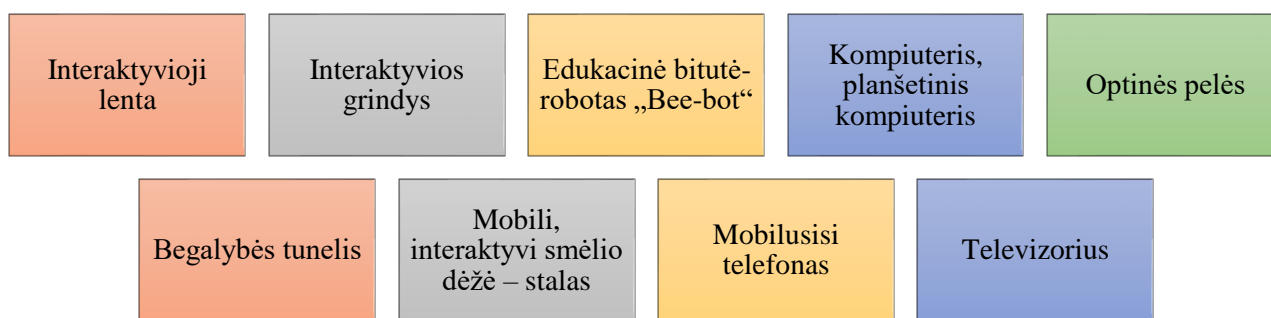 Interaktyvioji
lenta
Interaktyvios
grindys
Edukacinė bitutė-
robotas „Bee-bot“
Kompiuteris,
planšetinis
kompiuteris
Optinės pelės
Begalybės tunelis
Mobili,
interaktyvi smėlio
dėžė – stalas
Mobilusisi
telefonas
Televizorius